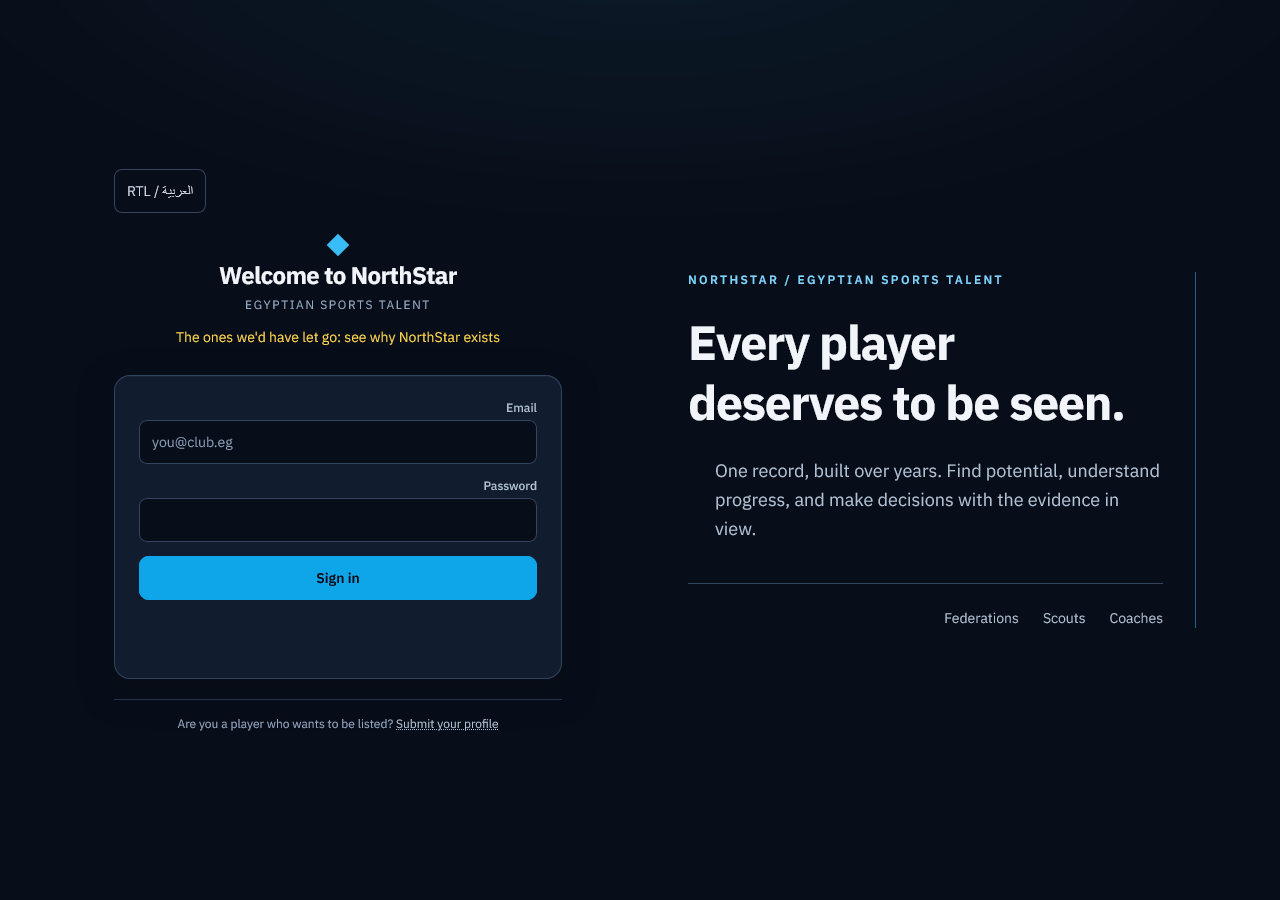 RTL / العربية
Welcome to NorthStar
EGYPTIAN SPORTS TALENT
The ones we'd have let go: see why NorthStar exists
Email
you@club.eg
Password
Sign in
Are you a player who wants to be listed? Submit your profile
NORTHSTAR / EGYPTIAN SPORTS TALENT
Every player
deserves to be seen.
One record, built over years. Find potential, understand
progress, and make decisions with the evidence in
view.
Federations Scouts Coaches